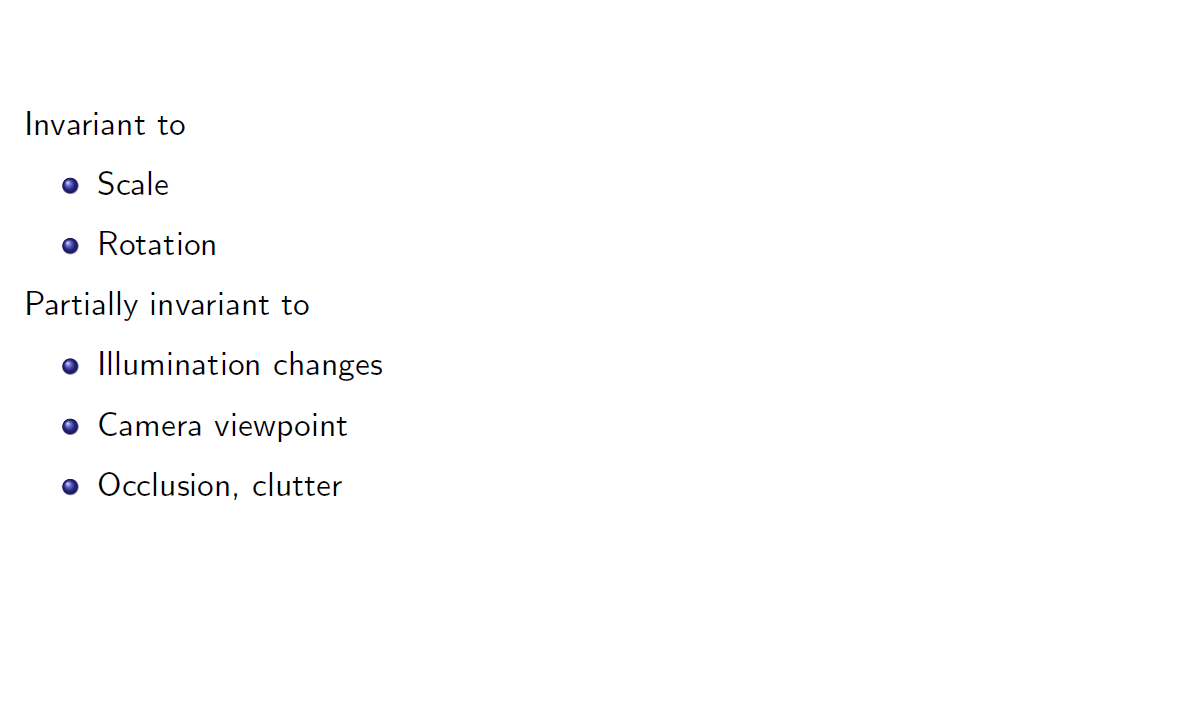 Invariant to
Scale
Rotation
Partially invariant to
Illumination changes
Camera viewpoint
Occlusion, clutter